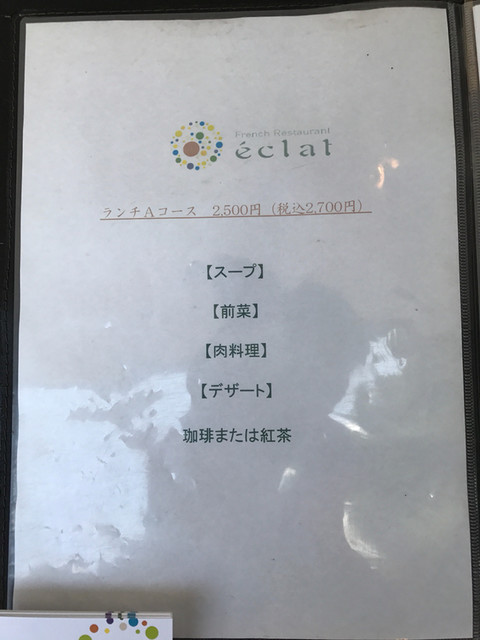 French Restaurant
éclat
ランチAコース 2,500円（税込2,700円）
【スープ】
【前菜】
【肉料理】
【デザート】
珈琲または紅茶